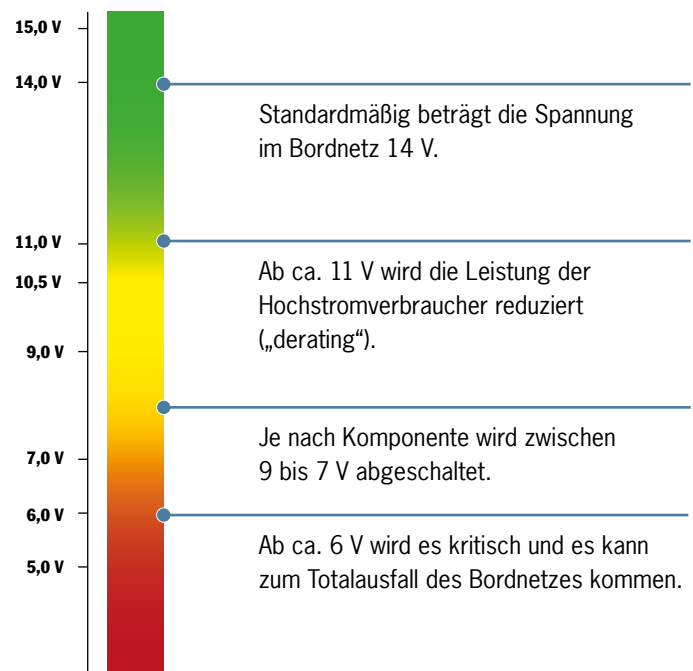 15,0 V
14,0 V
Standardmäßig beträgt die Spannung
im Bordnetz 14 V.
11,0 V
10,5 V
Ab ca. 11 V wird die Leistung der
Hochstromverbraucher reduziert
(„derating“).
9,0 V
Je nach Komponente wird zwischen
9 bis 7 V abgeschaltet.
7,0 V
6,0 V
Ab ca. 6 V wird es kritisch und es kann
zum Totalausfall des Bordnetzes kommen.
5,0 V